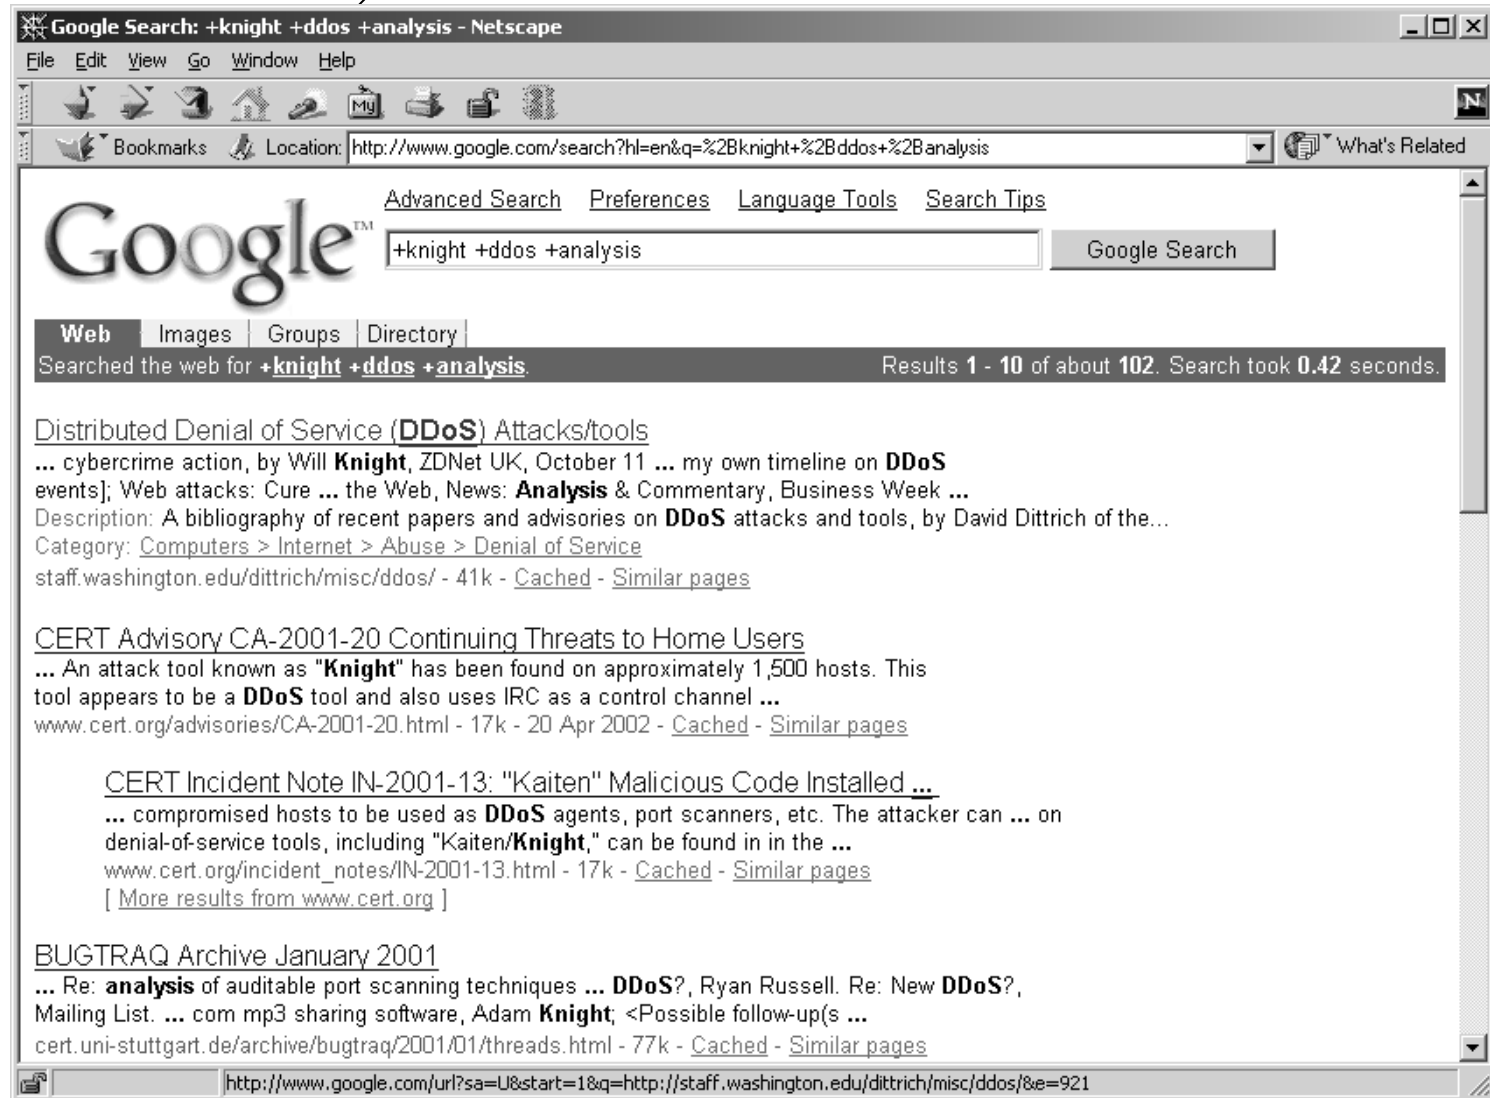 Google Search: +knight +ddos +analysis - Netscape
File Edit View Go Window Help
My
N
Bookmarks Location: http://www.google.com/search?hl=en&q=%2Bknight+%2Bddos+%2Banalysis What's Related
Advanced Search Preferences Language Tools Search Tips
Google™
+knight +ddos +analysis Google Search
Web Images Groups Directory
Searched the web for +knight +ddos +analysis. Results 1 - 10 of about 102. Search took 0.42 seconds.
Distributed Denial of Service (DDoS) Attacks/tools
... cybercrime action, by Will Knight, ZDNet UK, October 11 ... my own timeline on DDoS
events]; Web attacks: Cure ... the Web, News: Analysis & Commentary, Business Week ...
Description: A bibliography of recent papers and advisories on DDoS attacks and tools, by David Dittrich of the...
Category: Computers > Internet > Abuse > Denial of Service
staff.washington.edu/dittrich/misc/ddos/ - 41k - Cached - Similar pages
CERT Advisory CA-2001-20 Continuing Threats to Home Users
... An attack tool known as "Knight" has been found on approximately 1,500 hosts. This
tool appears to be a DDoS tool and also uses IRC as a control channel ...
www.cert.org/advisories/CA-2001-20.html - 17k - 20 Apr 2002 - Cached - Similar pages
CERT Incident Note IN-2001-13: "Kaiten" Malicious Code Installed ...
... compromised hosts to be used as DDoS agents, port scanners, etc. The attacker can ... on
denial-of-service tools, including "Kaiten/Knight," can be found in in the ...
www.cert.org/incident_notes/IN-2001-13.html - 17k - Cached - Similar pages
[ More results from www.cert.org ]
BUGTRAQ Archive January 2001
... Re: analysis of auditable port scanning techniques ... DDoS?, Ryan Russell. Re: New DDoS?,
Mailing List. ... com mp3 sharing software, Adam Knight; <Possible follow-up(s ...
cert.uni-stuttgart.de/archive/bugtraq/2001/01/threads.html - 77k - Cached - Similar pages
http://www.google.com/url?sa=U&start=1&q=http://staff.washington.edu/dittrich/misc/ddos/&e=921